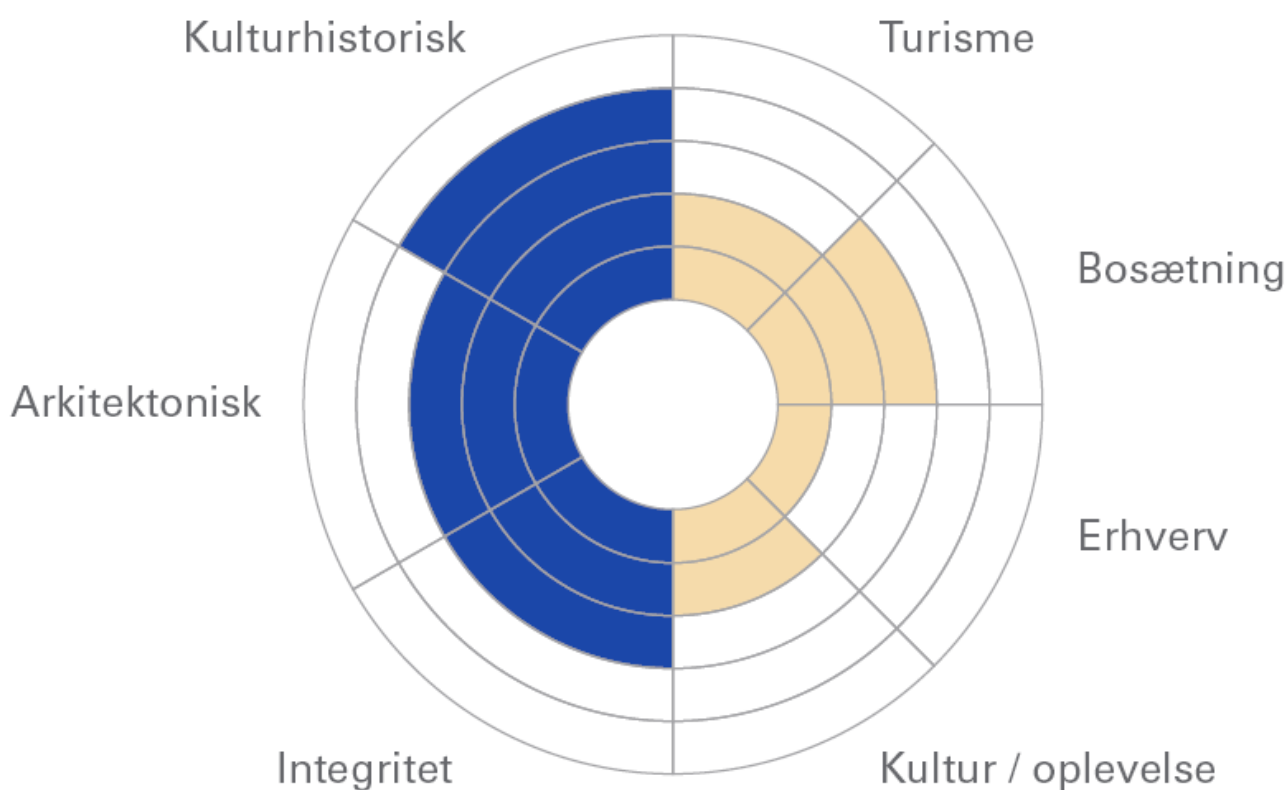 Kulturhistorisk
Turisme
Bosætning
Arkitektonisk
Erhverv
Integritet
Kultur / oplevelse